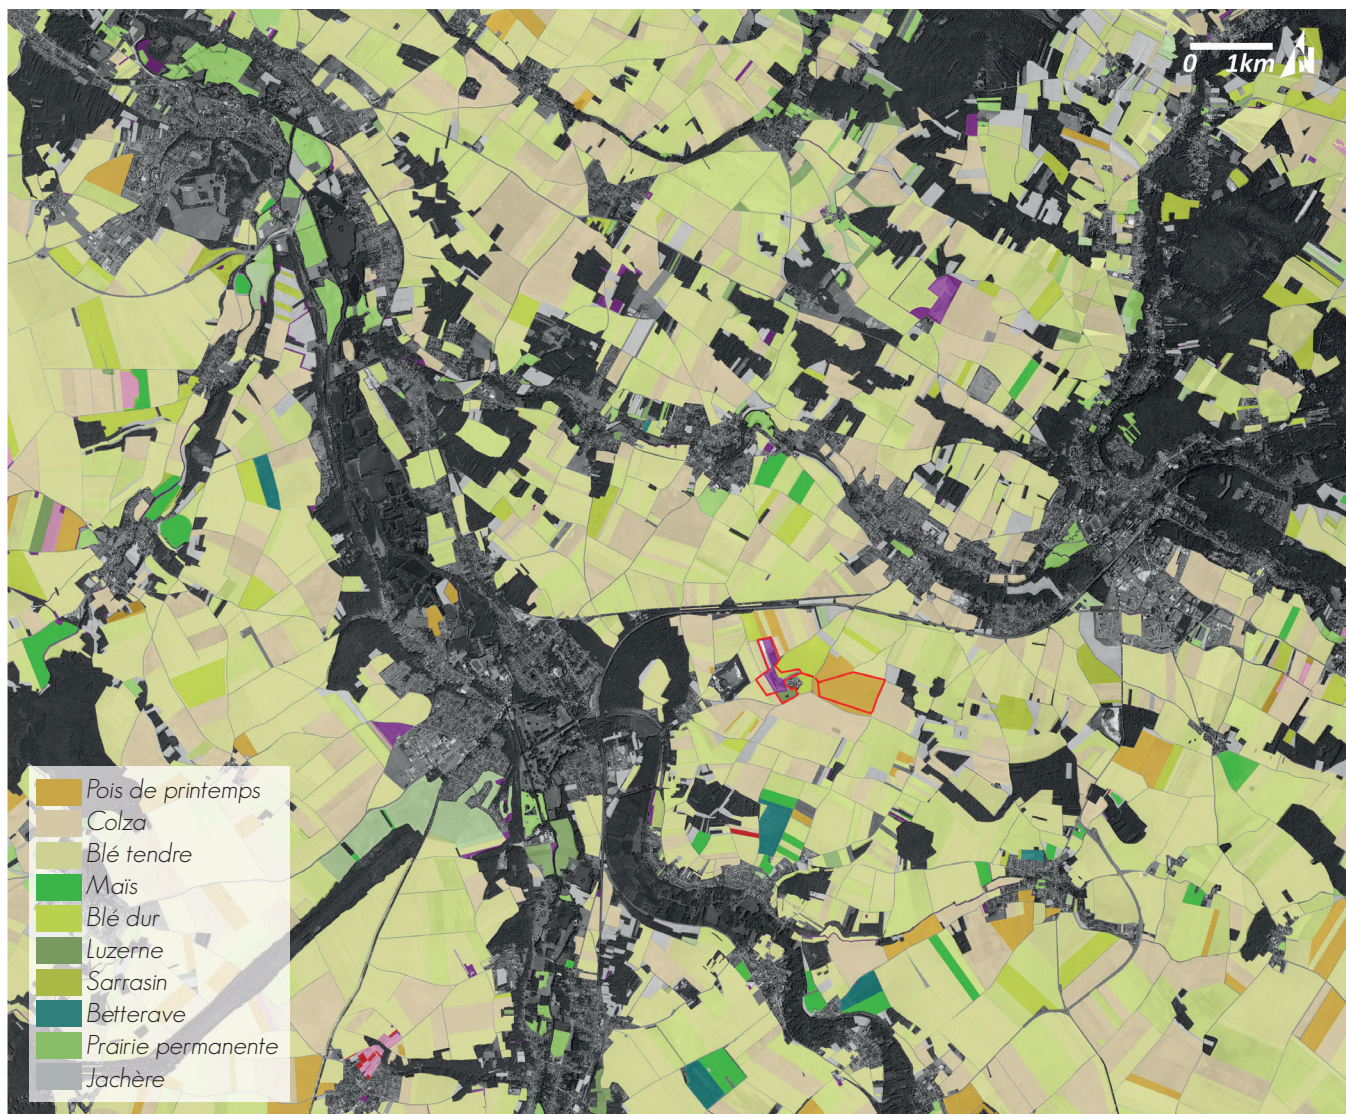 0 1km N
Pois de printemps
Colza
Blé tendre
Maïs
Blé dur
Luzerne
Sarrasin
Betterave
Prairie permanente
Jachère